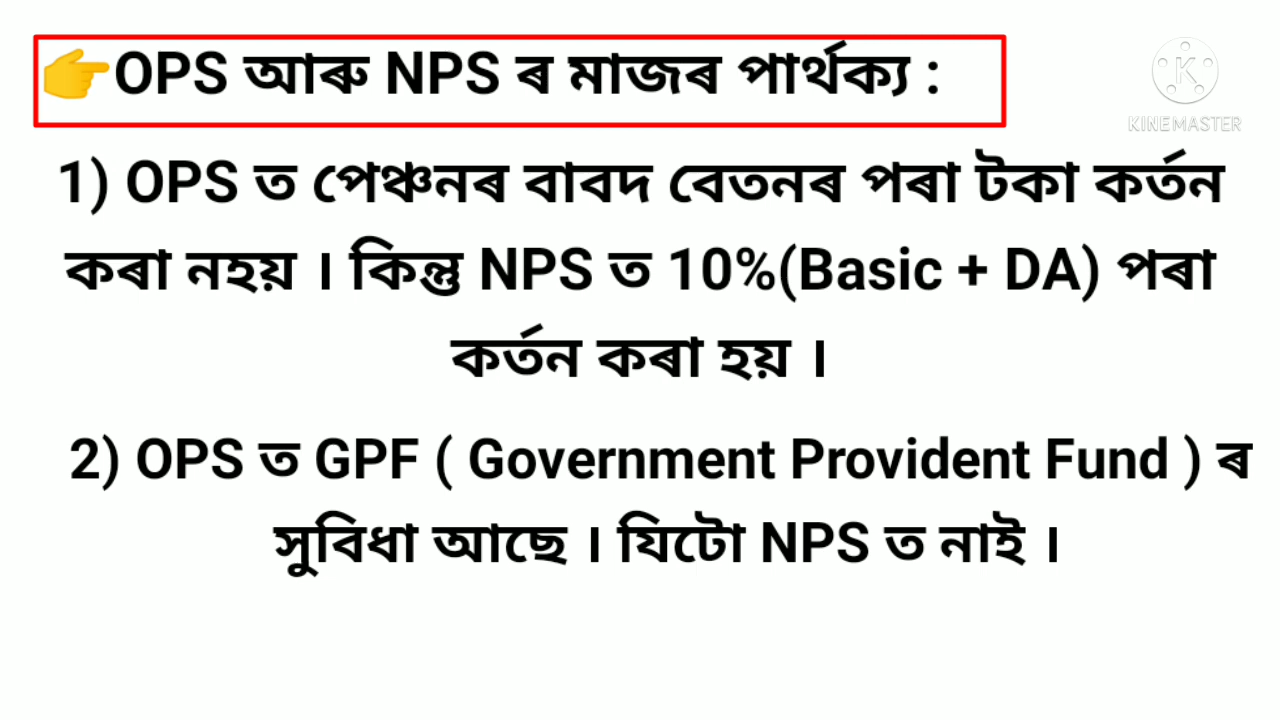 👉OPS আৰু NPS ৰ মাজৰ পাৰ্থক্য :
KINEMASTER
1) OPS ত পেঞ্চনৰ বাবদ বেতনৰ পৰা টকা কৰ্তন
কৰা নহয় । কিন্তু NPS ত 10%(Basic + DA) পৰা
কৰ্তন কৰা হয় ।
2) OPS ত GPF ( Government Provident Fund ) ৰ
সুবিধা আছে । যিটো NPS ত নাই ।